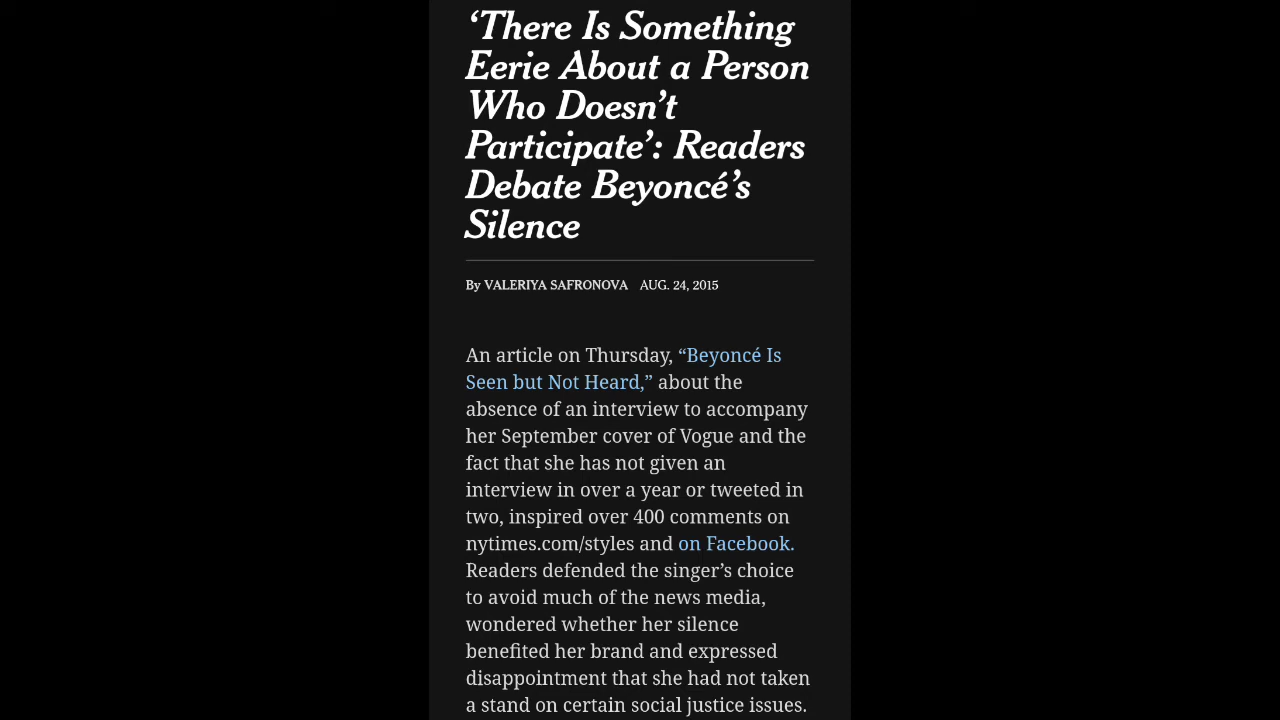 ‘There Is Something
Eerie About a Person
Who Doesn’t
Participate’: Readers
Debate Beyoncé’s
Silence
By VALERIYA SAFRONOVA AUG. 24, 2015
An article on Thursday, “Beyoncé Is
Seen but Not Heard,” about the
absence of an interview to accompany
her September cover of Vogue and the
fact that she has not given an
interview in over a year or tweeted in
two, inspired over 400 comments on
nytimes.com/styles and on Facebook.
Readers defended the singer’s choice
to avoid much of the news media,
wondered whether her silence
benefited her brand and expressed
disappointment that she had not taken
a stand on certain social justice issues.